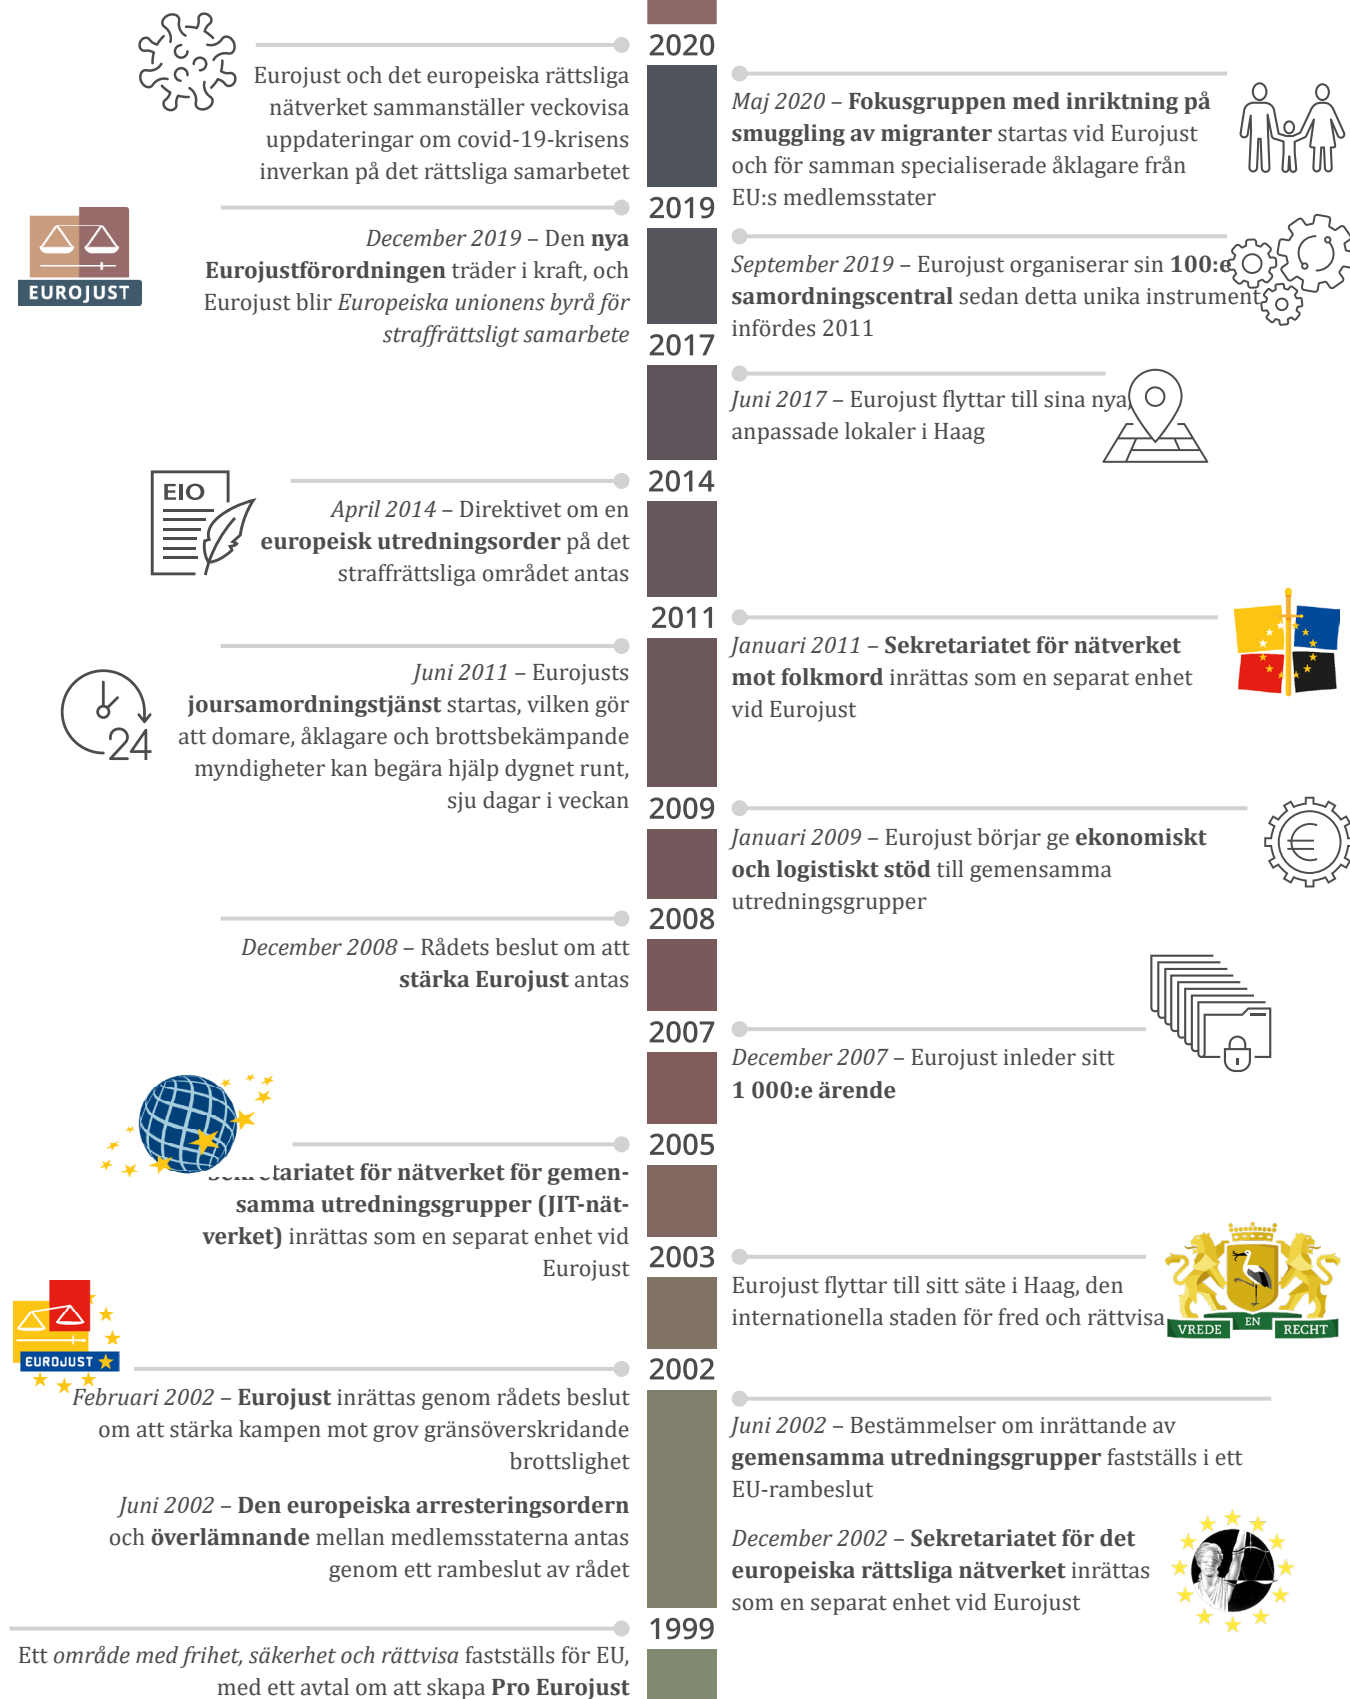 2020
Eurojust och det europeiska rättsliga
nätverket sammanställer veckovisa
uppdateringar om covid-19-krisens
inverkan på det rättsliga samarbetet
Maj 2020 – Fokusgruppen med inriktning på
smuggling av migranter startas vid Eurojust
och för samman specialiserade åklagare från
EU:s medlemsstater
2019
EUROJUST
December 2019 – Den nya
Eurojustförordningen träder i kraft, och
Eurojust blir Europeiska unionens byrå för
straffrättsligt samarbete
September 2019 – Eurojust organiserar sin 100:e
samordningscentral sedan detta unika instrument
infördes 2011
2017
Juni 2017 – Eurojust flyttar till sina nya,
anpassade lokaler i Haag
2014
EIO
April 2014 – Direktivet om en
europeisk utredningsorder på det
straffrättsliga området antas
2011
Januari 2011 – Sekretariatet för nätverket
mot folkmord inrättas som en separat enhet
vid Eurojust
Juni 2011 – Eurojusts
joursamordningstjänst startas, vilken gör
att domare, åklagare och brottsbekämpande
myndigheter kan begära hjälp dygnet runt,
sju dagar i veckan
24
2009
Januari 2009 – Eurojust börjar ge ekonomiskt
och logistiskt stöd till gemensamma
utredningsgrupper
2008
December 2008 – Rådets beslut om att
stärka Eurojust antas
2007
December 2007 – Eurojust inleder sitt
1 000:e ärende
2005
Sekretariatet för nätverket för gemen-
samma utredningsgrupper (JIT-nät-
verket) inrättas som en separat enhet vid
Eurojust
2003
Eurojust flyttar till sitt säte i Haag, den
internationella staden för fred och rättvisa
VREDE EN RECHT
EUROJUST
2002
Februari 2002 – Eurojust inrättas genom rådets beslut
om att stärka kampen mot grov gränsöverskridande
brottslighet
Juni 2002 – Den europeiska arresteringsordern
och överlämnande mellan medlemsstaterna antas
genom ett rambeslut av rådet
Juni 2002 – Bestämmelser om inrättande av
gemensamma utredningsgrupper fastställs i ett
EU-rambeslut
December 2002 – Sekretariatet för det
europeiska rättsliga nätverket inrättas
som en separat enhet vid Eurojust
1999
Ett område med frihet, säkerhet och rättvisa fastställs för EU,
med ett avtal om att skapa Pro Eurojust